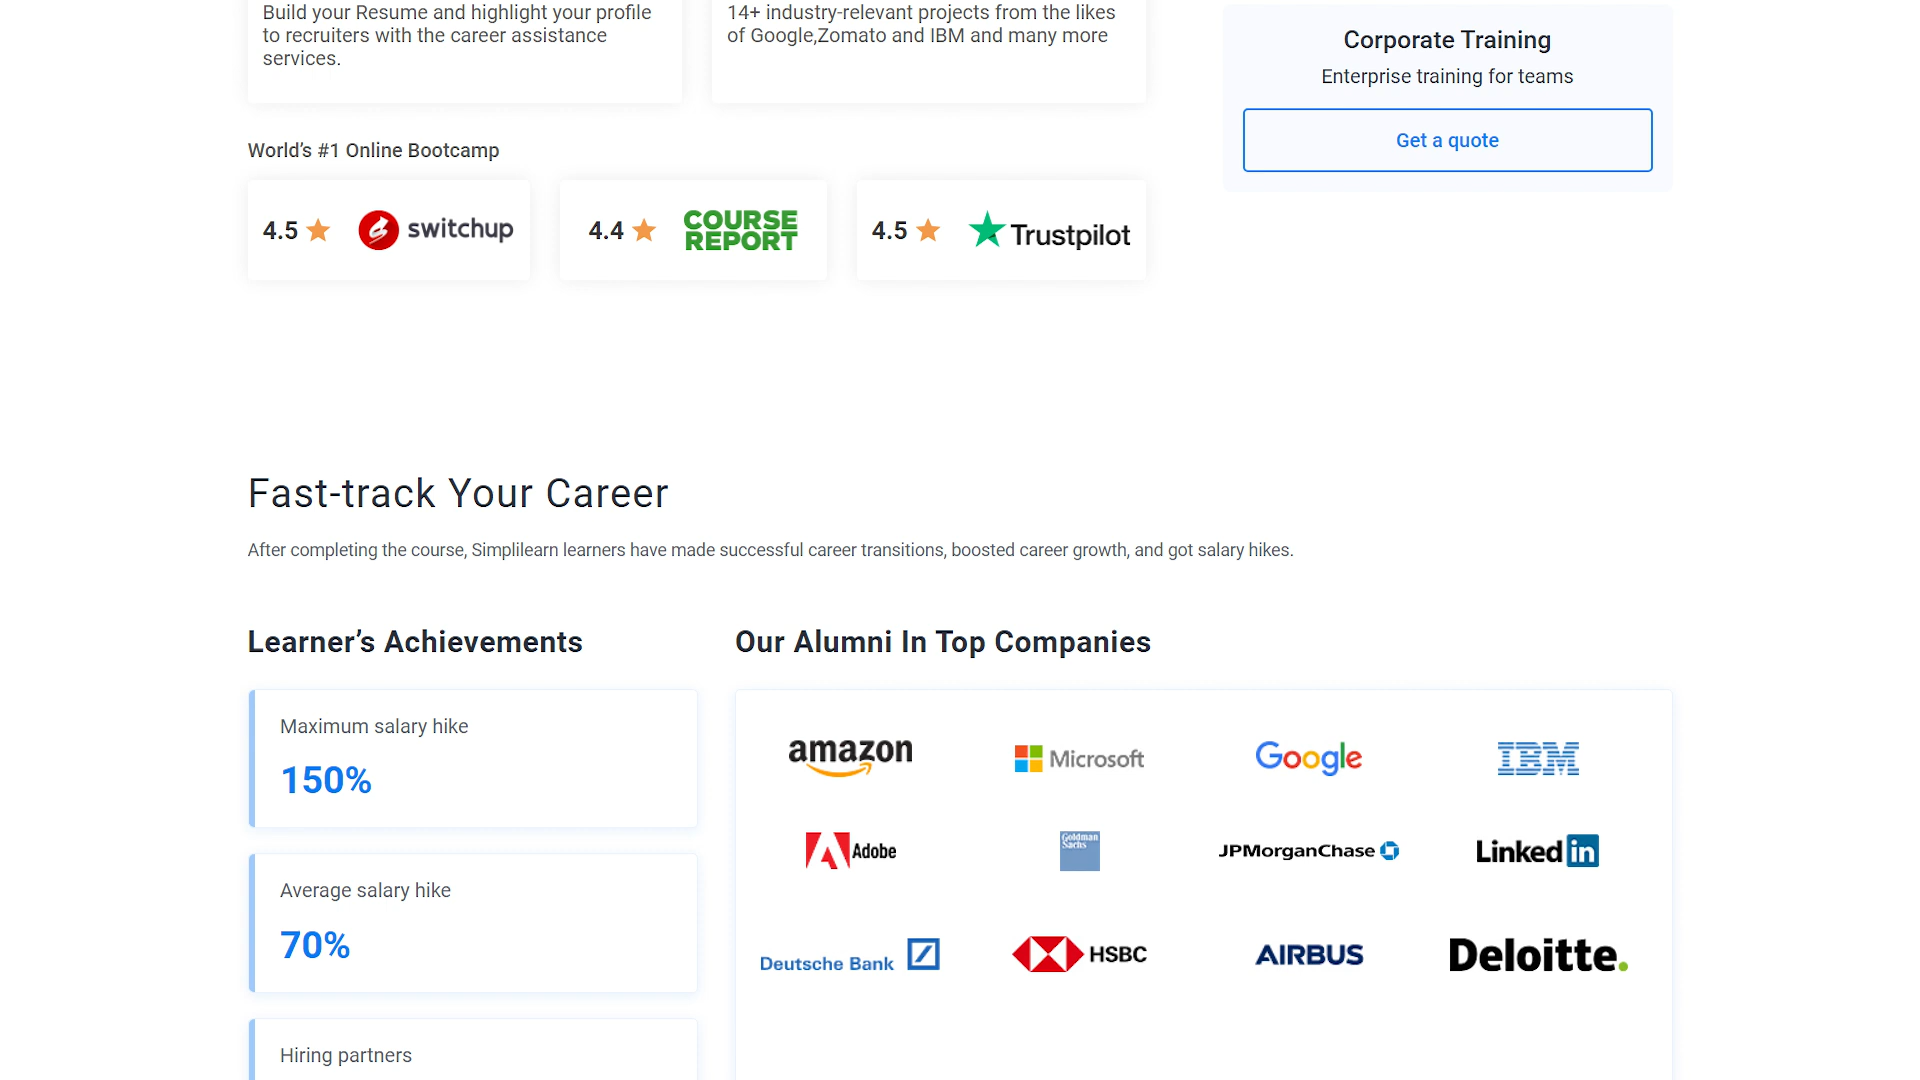 Build your Resume and highlight your profile
to recruiters with the career assistance
services.
14+ industry-relevant projects from the likes
of Google,Zomato and IBM and many more
Corporate Training
Enterprise training for teams
Get a quote
World’s #1 Online Bootcamp
4.5 switchup
4.4 COURSE
REPORT
4.5 Trustpilot
Fast-track Your Career
After completing the course, Simplilearn learners have made successful career transitions, boosted career growth, and got salary hikes.
Learner’s Achievements
Maximum salary hike
150%
Average salary hike
70%
Hiring partners
Our Alumni In Top Companies
amazon Microsoft Google IBM
Adobe Goldman
Sachs JPMorganChase Linkedin
Deutsche Bank HSBC AIRBUS Deloitte.